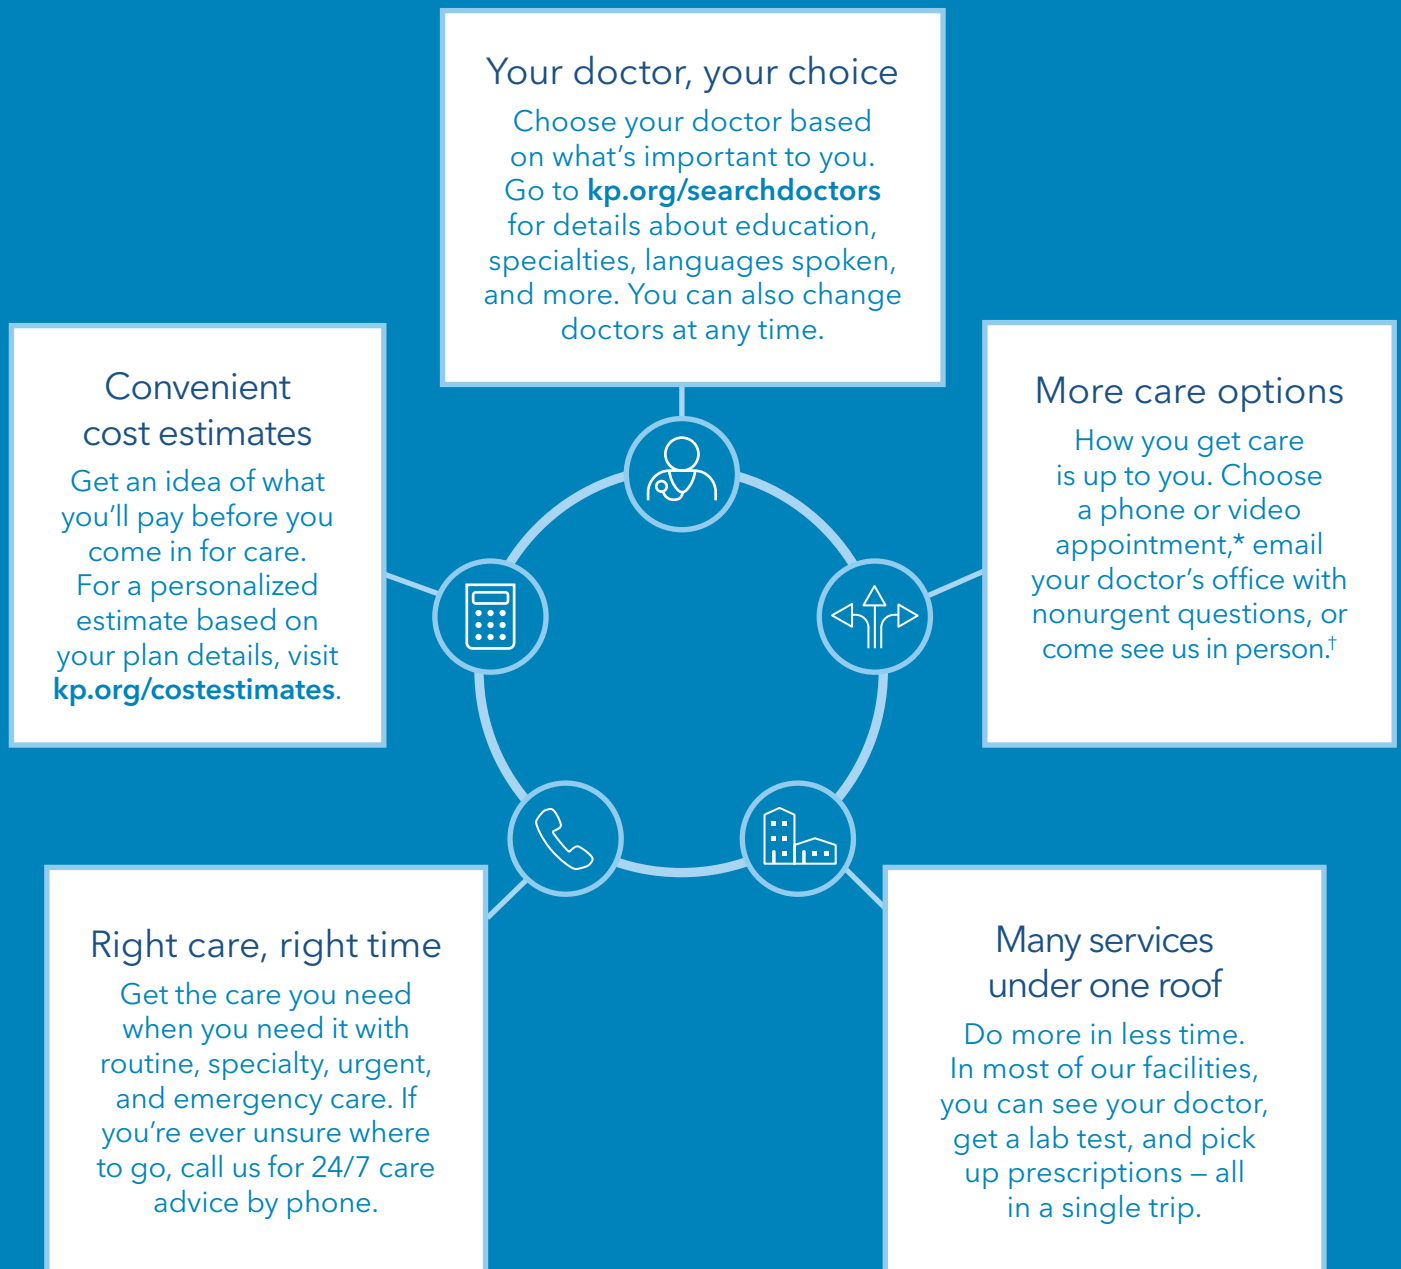 Your doctor, your choice
Choose your doctor based
on what's important to you.
Go to kp.org/searchdoctors
for details about education,
specialties, languages spoken,
and more. You can also change
doctors at any time.
Convenient
cost estimates
Get an idea of what
you'll pay before you
come in for care.
For a personalized
estimate based on
your plan details, visit
kp.org/costestimates.
More care options
How you get care
is up to you. Choose
a phone or video
appointment,* email
your doctor's office with
nonurgent questions, or
come see us in person.†
Right care, right time
Get the care you need
when you need it with
routine, specialty, urgent,
and emergency care. If
you're ever unsure where
to go, call us for 24/7 care
advice by phone.
Many services
under one roof
Do more in less time.
In most of our facilities,
you can see your doctor,
get a lab test, and pick
up prescriptions – all
in a single trip.